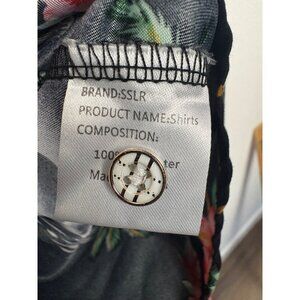 BRAND:SSLR
PRODUCT NAME:Shirts
COMPOSITION: